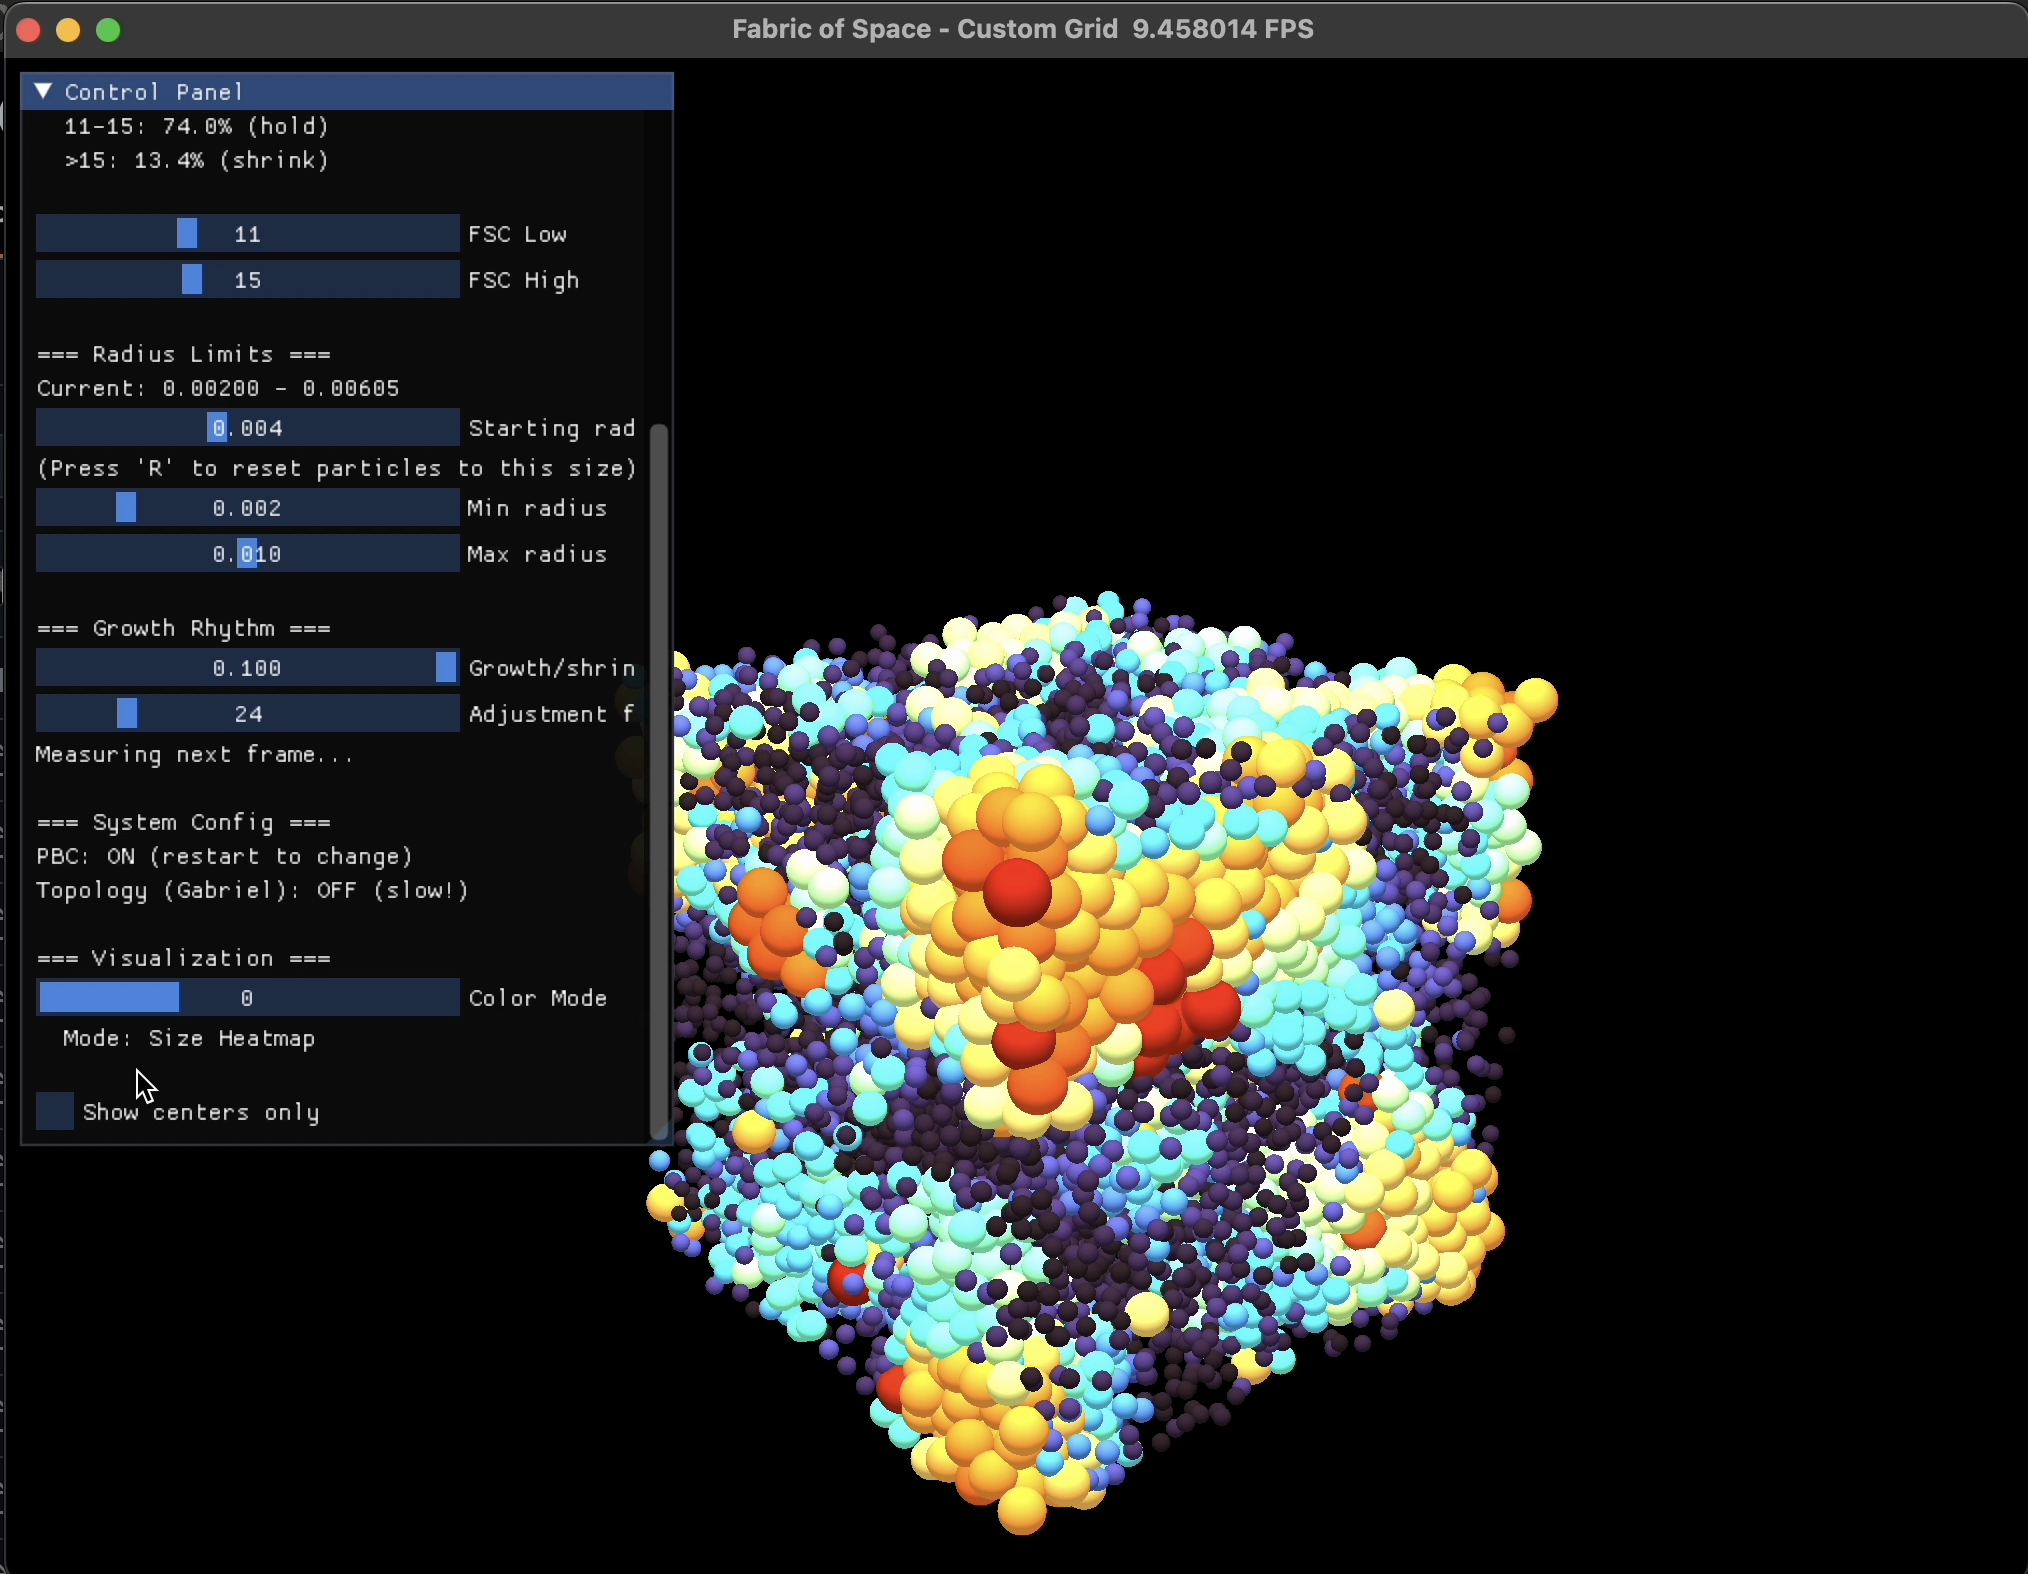 Fabric of Space - Custom Grid 9.458014 FPS
Control Panel
11-15: 74.0% (hold)
>15: 13.4% (shrink)
11 FSC Low
15 FSC High
=== Radius Limits ===
Current: 0.00200 - 0.00605
0.004 Starting rad
(Press 'R' to reset particles to this size)
0.002 Min radius
0.010 Max radius
=== Growth Rhythm ===
0.100 Growth/shrin
24 Adjustment f
Measuring next frame...
=== System Config ===
PBC: ON (restart to change)
Topology (Gabriel): OFF (slow!)
=== Visualization ===
0 Color Mode
Mode: Size Heatmap
Show centers only